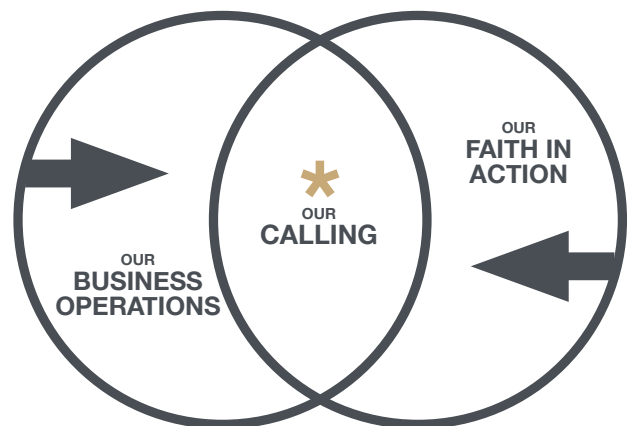 OUR
BUSINESS
OPERATIONS
*
OUR
CALLING
OUR
FAITH IN
ACTION